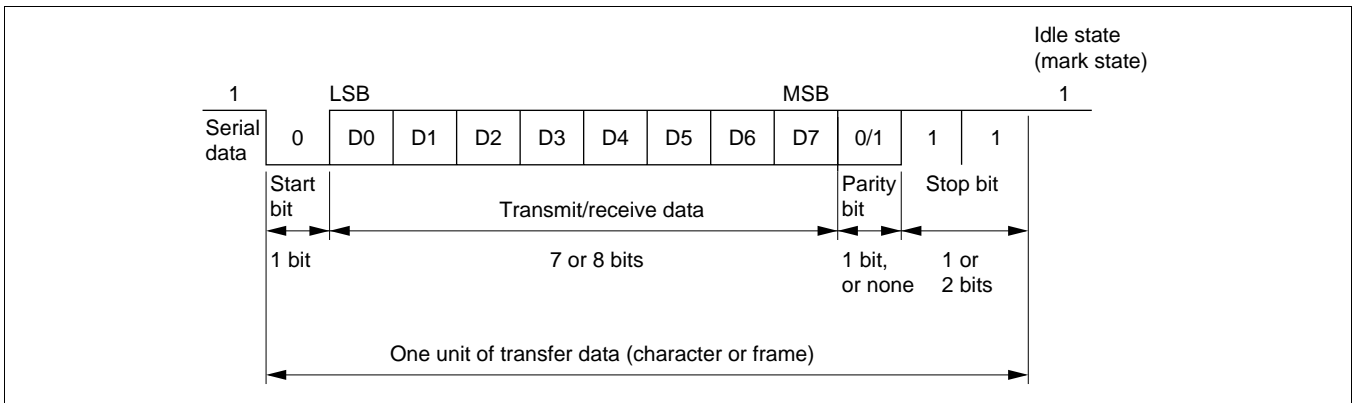 Idle state
(mark state)
1 LSB MSB 1
Serial
data
0 D0 D1 D2 D3 D4 D5 D6 D7 0/1 1 1
Start
bit
Transmit/receive data
Parity
bit
Stop bit
1 bit
7 or 8 bits
1 bit,
or none
1 or
2 bits
One unit of transfer data (character or frame)